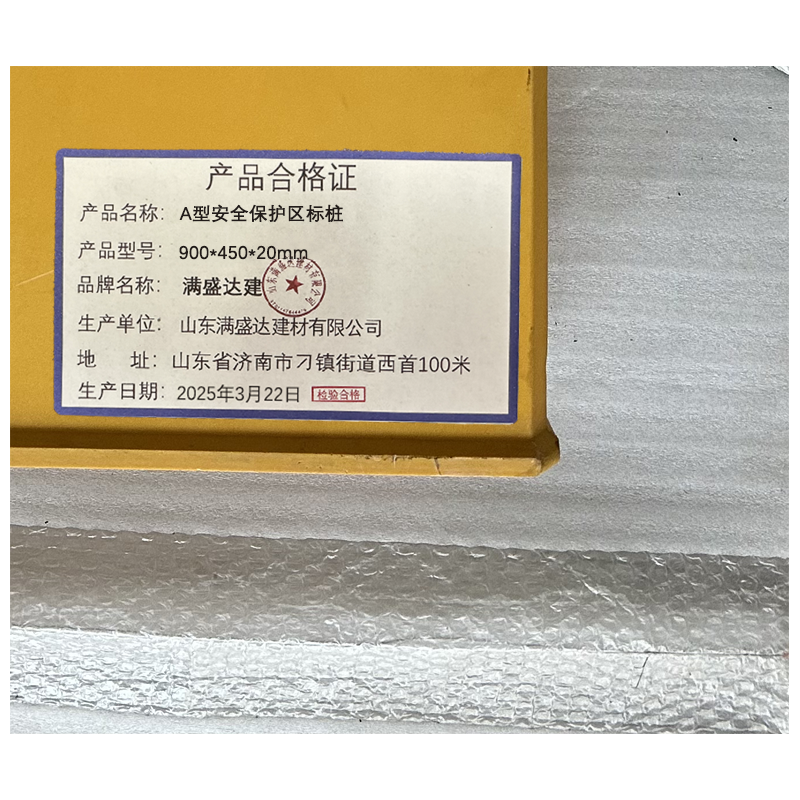 产品合格证
产品名称： A型安全保护区标桩
产品型号： 900*450*20mm
品牌名称： 满盛达建
生产单位： 山东满盛达建材有限公司
地 址： 山东省济南市刁镇街道西首100米
生产日期： 2025年3月22日 检验合格